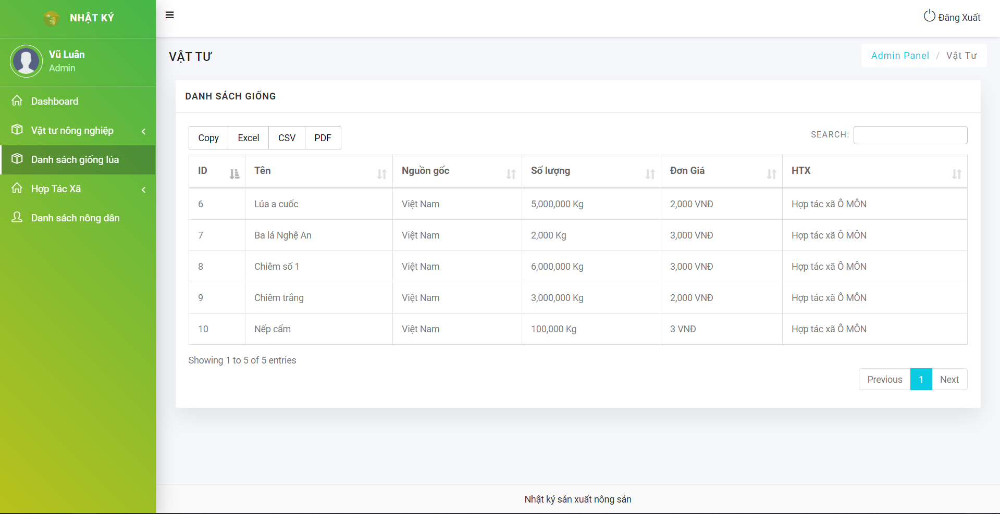 NHẬT KÝ
Đăng Xuất
Vũ Luân
Admin
Dashboard
Vật tư nông nghiệp
Danh sách giống lúa
Hợp Tác Xã
Danh sách nông dân
VẬT TƯ
Admin Panel / Vật Tư
DANH SÁCH GIỐNG
Copy Excel CSV PDF
SEARCH:
ID Tên Nguồn gốc Số lượng Đơn Giá HTX
6 Lúa a cuốc Việt Nam 5,000,000 Kg 2,000 VNĐ Hợp tác xã Ô MÔN
7 Ba lá Nghệ An Việt Nam 2,000 Kg 3,000 VNĐ Hợp tác xã Ô MÔN
8 Chiêm số 1 Việt Nam 6,000,000 Kg 3,000 VNĐ Hợp tác xã Ô MÔN
9 Chiêm trắng Việt Nam 3,000,000 Kg 2,000 VNĐ Hợp tác xã Ô MÔN
10 Nếp cẩm Việt Nam 100,000 Kg 3 VNĐ Hợp tác xã Ô MÔN
Showing 1 to 5 of 5 entries
Previous 1 Next
Nhật ký sản xuất nông sản